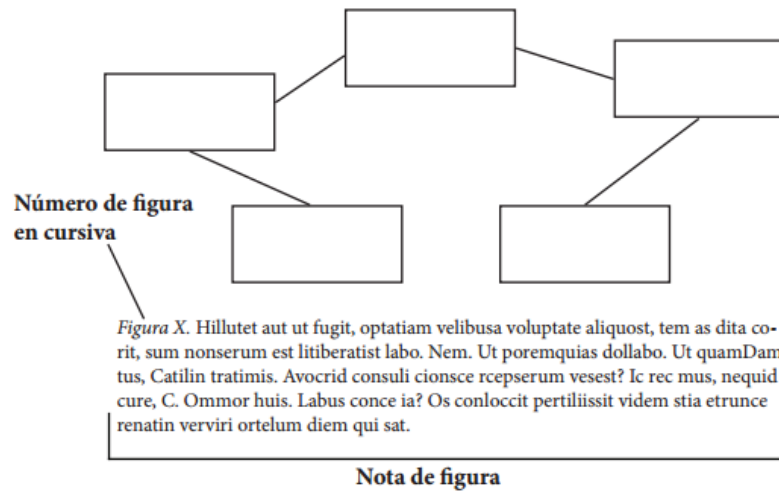 Número de figura
en cursiva
Figura X. Hillutet aut ut fugit, optatiam velibusa voluptate aliquost, tem as dita co-
rit, sum nonserum est litiberatist labo. Nem. Ut poremquias dollabo. Ut quamDam
tus, Catilin tratimis. Avocrid consuli cionsce rcepserum vesest? Ic rec mus, nequid
cure, C. Ommor huis. Labus conce ia? Os conloccit pertiliissit videm stia etrunce
renatin verviri ortelum diem qui sat.
Nota de figura